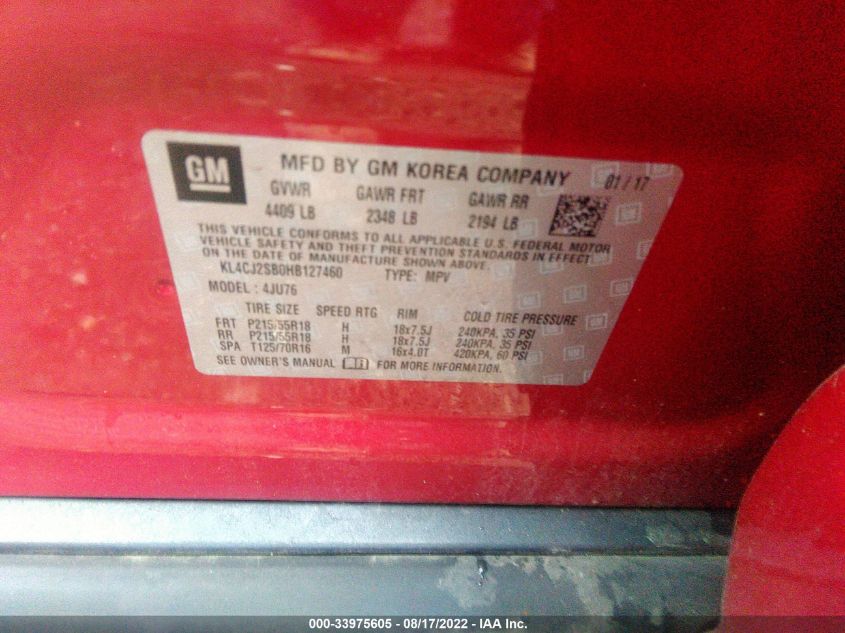 GM
MFD BY GM KOREA COMPANY 01/17
GVWR GAWR FRT GAWR RR
4409 LB 2348 LB 2194 LB
THIS VEHICLE CONFORMS TO ALL APPLICABLE U.S. FEDERAL MOTOR
VEHICLE SAFETY AND THEFT PREVENTION STANDARDS IN EFFECT
ON THE DATE OF MANUFACTURE SHOWN ABOVE.
KL4CJ2SB0HB127460 TYPE: MPV
MODEL: 4JU76
TIRE SIZE SPEED RTG RIM COLD TIRE PRESSURE
FRT P215/55R18 H 18x7.5J 240KPA, 35 PSI
RR P215/55R18 H 18x7.5J 240KPA, 35 PSI
SPA T125/70R16 M 16x4.0T 420KPA, 60 PSI
SEE OWNER'S MANUAL FOR MORE INFORMATION.
000-33975605 - 08/17/2022 - IAA Inc.